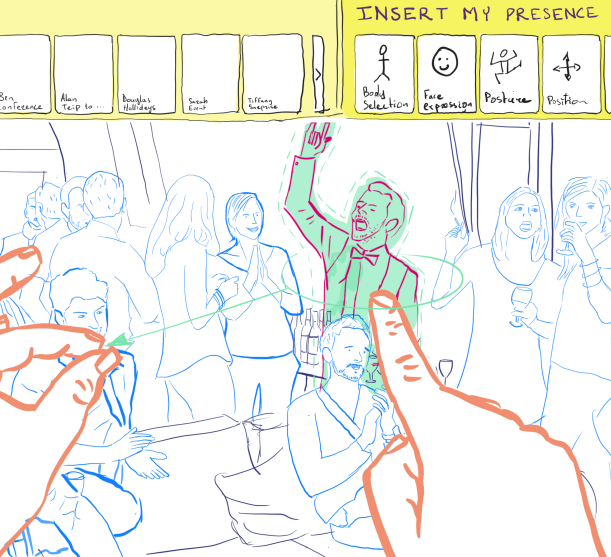 INSERT MY PRESENCE
Ben
Conference
Alan
Trip to ...
Douglas
Hollidays
Sarah
Event
Tiffany
Body
Selection
Face
expression
Posture
Position